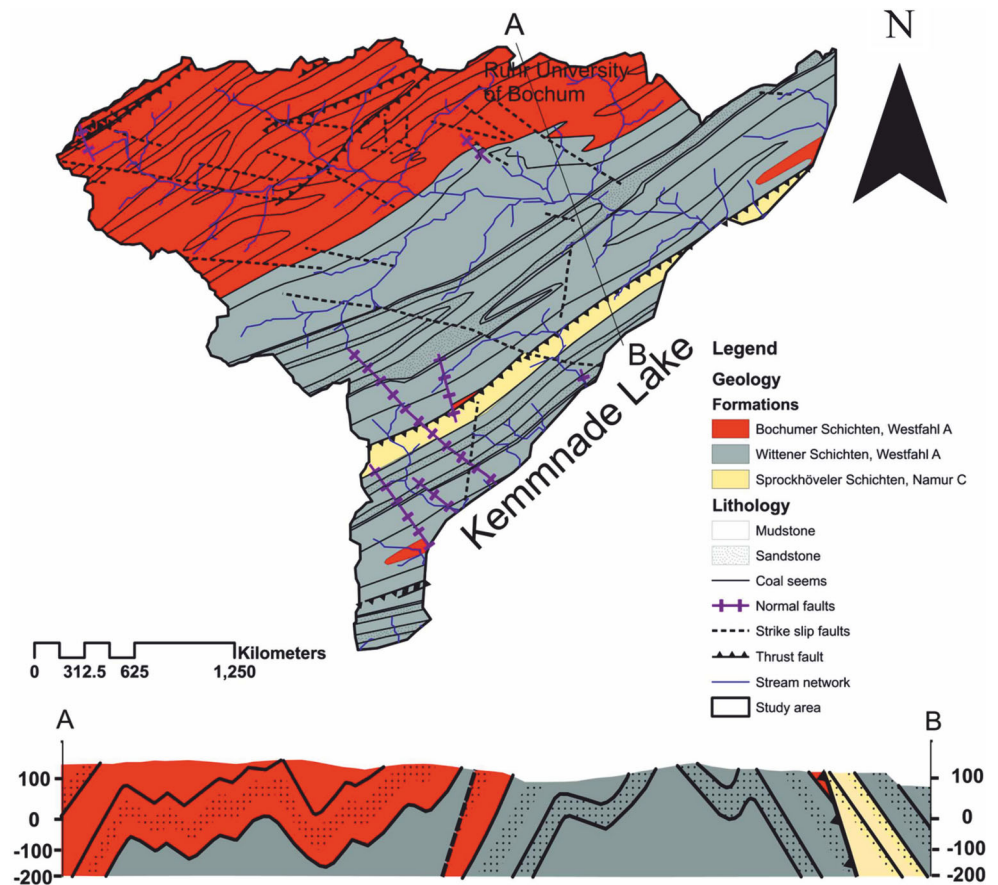 A
N
Ruhr University
of Bochum
B
Kemmnade Lake
Legend
Geology
Formations
Bochumer Schichten, Westfahl A
Wittener Schichten, Westfahl A
Sprockhöveler Schichten, Namur C
Lithology
Mudstone
Sandstone
Coal seems
Normal faults
Strike slip faults
Thrust fault
Stream network
Study area
Kilometers
0 312.5 625 1,250
A B
100 100
0 0
-100 -100
-200 -200